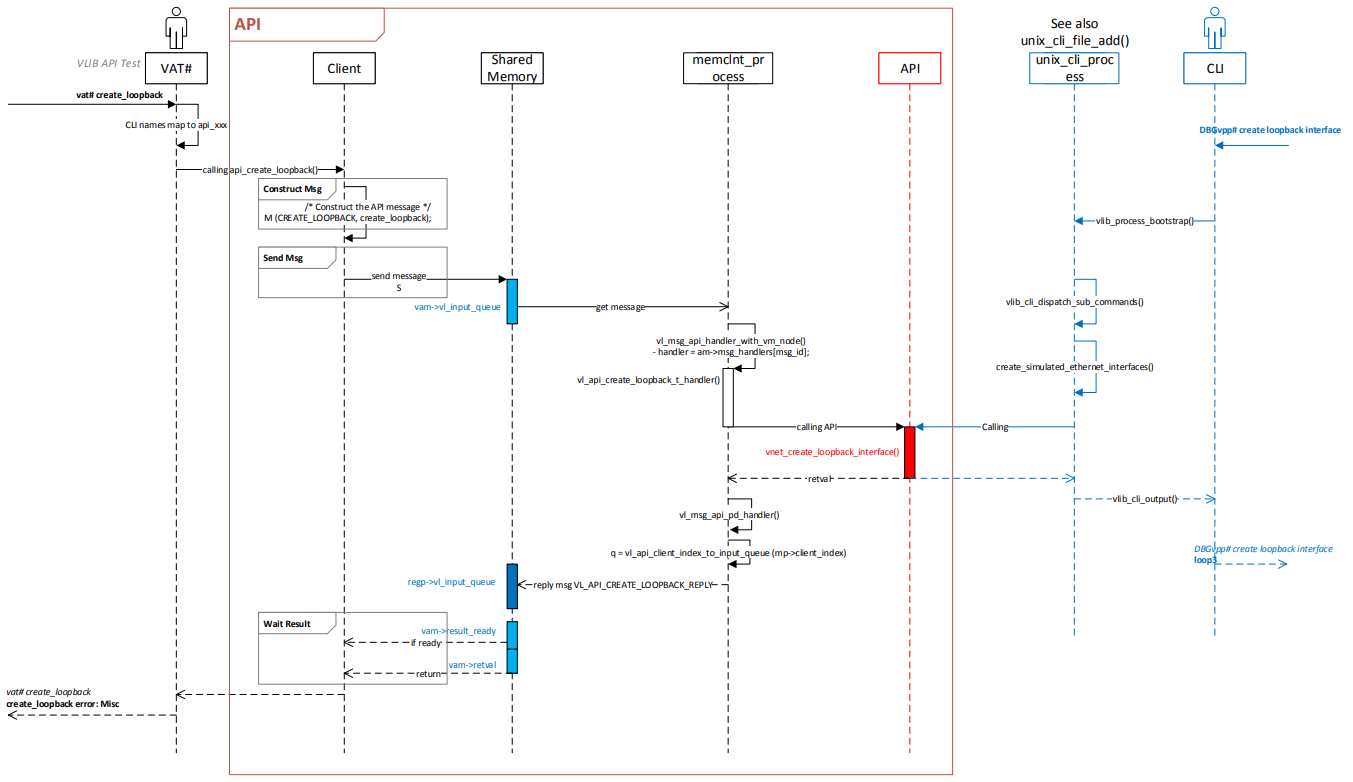 API
See also
unix_cli_file_add()
VLIB API Test
VAT#
Client
Shared
Memory
memclnt_pr
ocess
API
unix_cli_proc
ess
CLI
vat# create_loopback
CLI names map to api_xxx
DBGvpp# create loopback interface
calling api_create_loopback()
Construct Msg
/* Construct the API message */
M (CREATE_LOOPBACK, create_loopback);
vlib_process_bootstrap()
Send Msg
send message
S
vam->vl_input_queue
get message
vlib_cli_dispatch_sub_commands()
vl_msg_api_handler_with_vm_node()
- handler = am->msg_handlers[msg_id];
create_simulated_ethernet_interfaces()
vl_api_create_loopback_t_handler()
calling API
Calling
vnet_create_loopback_interface()
retval
vlib_cli_output()
vl_msg_api_pd_handler()
q = vl_api_client_index_to_input_queue (mp->client_index)
DBGvpp# create loopback interface
loop3
regp->vl_input_queue
reply msg VL_API_CREATE_LOOPBACK_REPLY
Wait Result
vam->result_ready
if ready
vam->retval
return
vat# create_loopback
create_loopback error: Misc